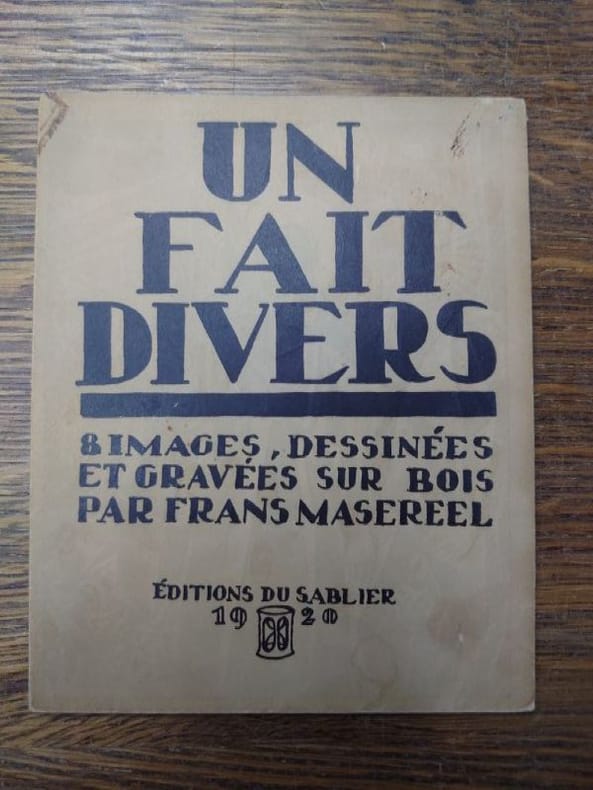 UN
FAIT
DIVERS
8 IMAGES, DESSINÉES
ET GRAVÉES SUR BOIS
PAR FRANS MASEREEL
ÉDITIONS DU SABLIER
1920